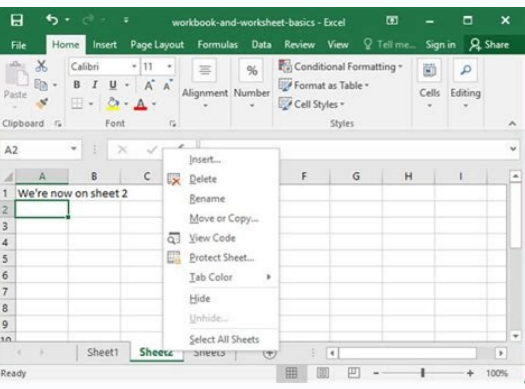 workbook-and-worksheet-basics - Excel
File Home Insert Page Layout Formulas Data Review View Tell me... Sign in Share
Calibri 11 % Conditional Formatting
Paste B I U A A Alignment Number Format as Table Cells Editing
A Cell Styles
Clipboard Font Styles
A2
A B C F G H I
1 We're now on sheet 2
2
3
4
5
6
7
8
9
10
Insert...
Delete
Rename
Move or Copy...
View Code
Protect Sheet...
Tab Color
Hide
Unhide...
Select All Sheets
Sheet1 Sheet2 Sheet3
Ready 100%